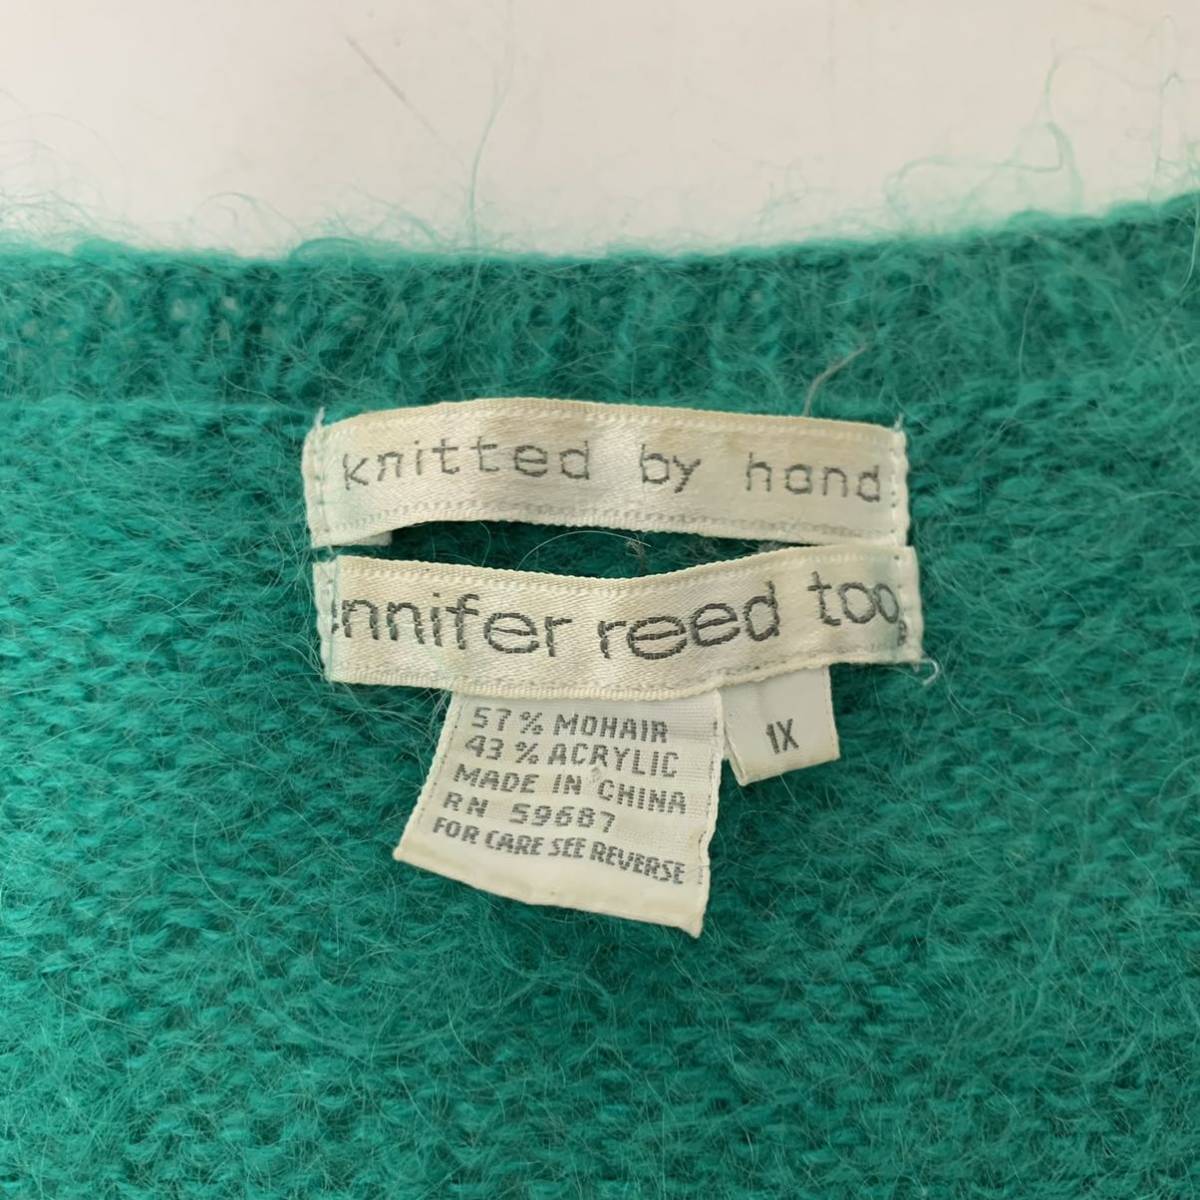 knitted by hand
ennifer reed too
57% MOHAIR
43% ACRYLIC
MADE IN CHINA
RN 59687
FOR CARE SEE REVERSE
1X